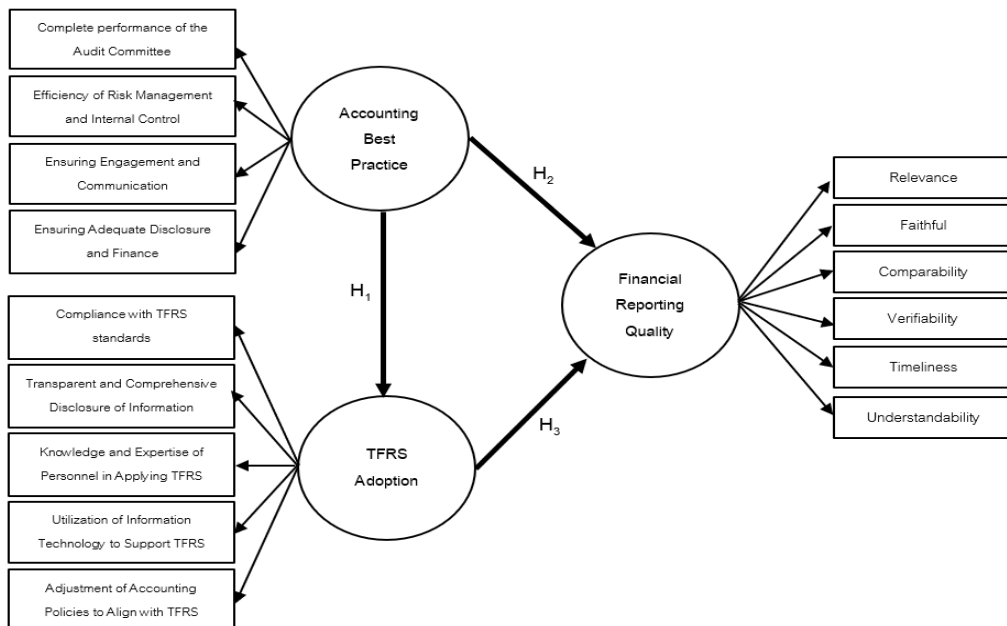 Complete performance of the
Audit Committee
Efficiency of Risk Management
and Internal Control
Ensuring Engagement and
Communication
Ensuring Adequate Disclosure
and Finance
Accounting
Best
Practice
H2
H1
Compliance with TFRS
standards
Transparent and Comprehensive
Disclosure of Information
Knowledge and Expertise of
Personnel in Applying TFRS
Utilization of Information
Technology to Support TFRS
Adjustment of Accounting
Policies to Align with TFRS
TFRS
Adoption
H3
Financial
Reporting
Quality
Relevance
Faithful
Comparability
Verifiability
Timeliness
Understandability